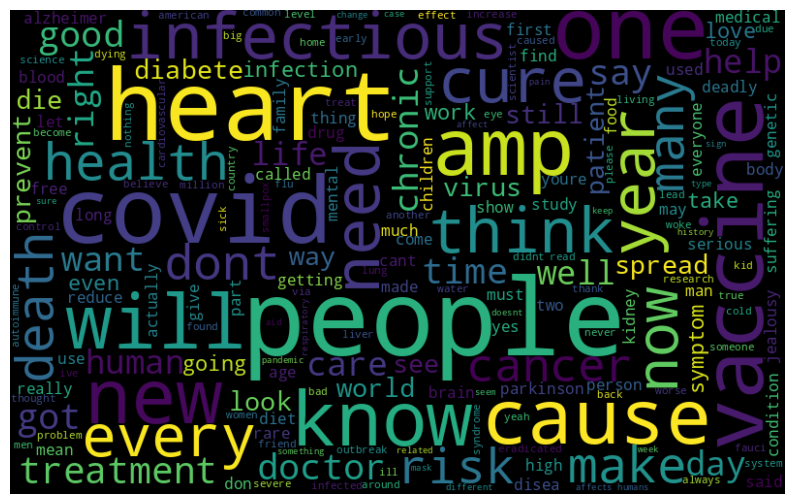 alzheimer american common level change case effect increase one home early caused scientist medical today due
good infectious big love
science dying first used
blood diabete infection cure say help
right family support eye find deadly
die heart thing treat pain still
let hope work patient food living genetic
become nothing cardiovascular drug affect please everyone
prevent health life chronic amp children year many vaccine
free called country virus youre sign body
believe million flu mental show study take type
sure sick smallpox another keep lead may suffering
control covid long need much come think woke serious
cant didnt read history kid
want dont way lung time well spread
even getting made water must thank research condition
autoimmune death reduce actually give part via two kidney man true
will people yes doesnt never symptom cold jealousy
use found aid respiratory liver now someone
human going pandemic care see cancer
ive age brain parkinson person worse
really new look world seem back
thought got bad syndrome cause
women diet yeah
problem every rare friend know
men mean something outbreak related eradicated week fauci system
treatment don severe doctor ill mask risk high disea make day always said
infected around different affects humans